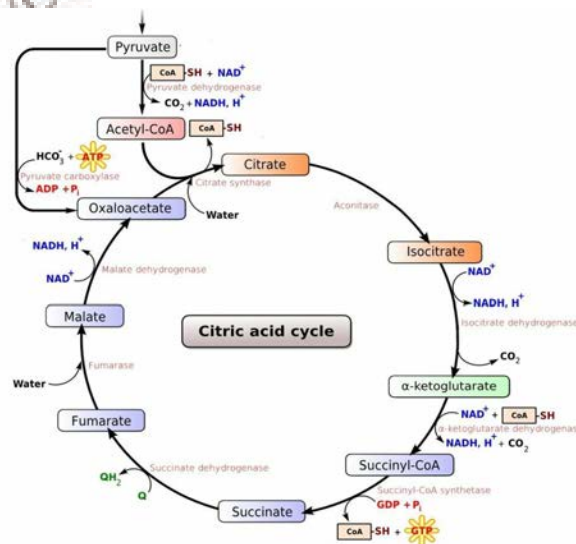 Pyruvate
CoA-SH + NAD⁺
Pyruvate dehydrogenase
CO₂ + NADH, H⁺
Acetyl-CoA
CoA-SH
HCO₃⁻ + ATP
Pyruvate carboxylase
ADP + Pᵢ
Citrate
Citrate synthase
Water
Oxaloacetate
Aconitase
Isocitrate
NAD⁺
NADH, H⁺
Isocitrate dehydrogenase
CO₂
α-ketoglutarate
NAD⁺ + CoA-SH
α-ketoglutarate dehydrogenase
NADH, H⁺ + CO₂
Succinyl-CoA
Succinyl-CoA synthetase
GDP + Pᵢ
CoA-SH + GTP
Succinate
Succinate dehydrogenase
QH₂
Q
Fumarate
Fumarase
Water
Malate
Malate dehydrogenase
NADH, H⁺
NAD⁺
Citric acid cycle